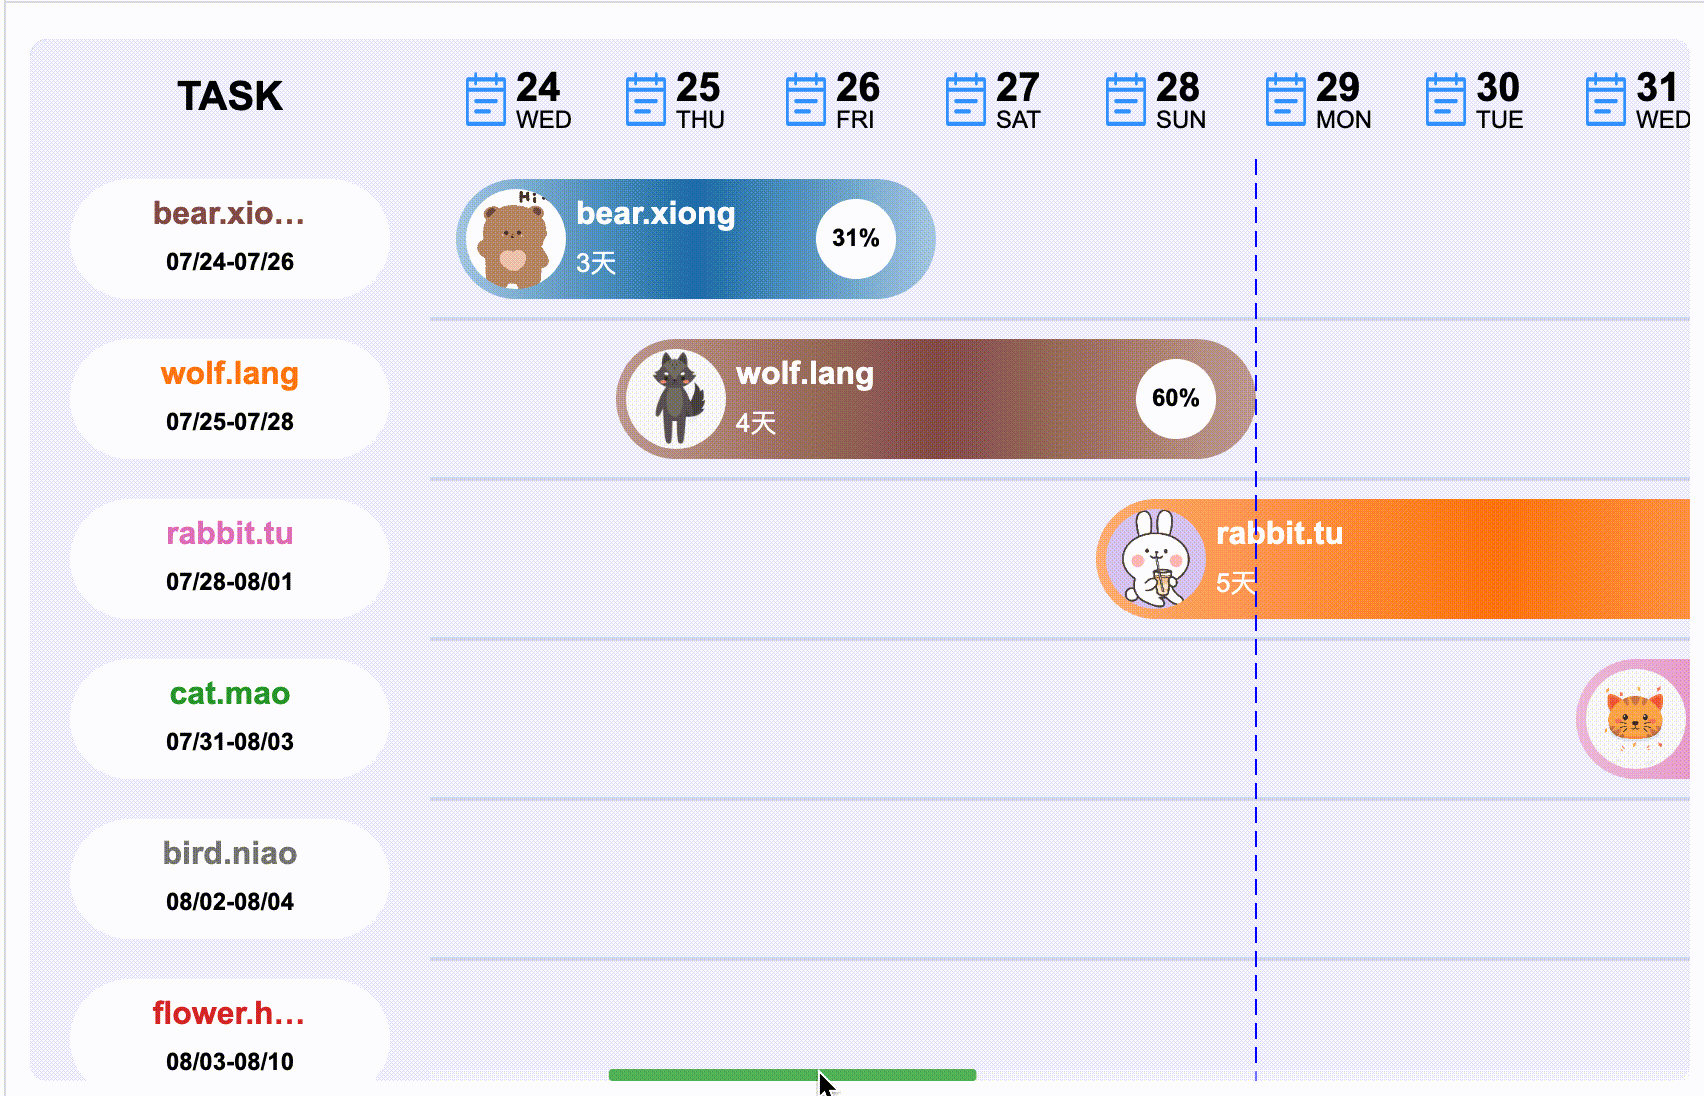 TASK
24 25 26 27 28 29 30 31
WED THU FRI SAT SUN MON TUE WED
bear.xio...
07/24-07/26
Hi
bear.xiong
3天
31%
wolf.lang
07/25-07/28
wolf.lang
4天
60%
rabbit.tu
07/28-08/01
rabbit.tu
5天
cat.mao
07/31-08/03
bird.niao
08/02-08/04
flower.h...
08/03-08/10